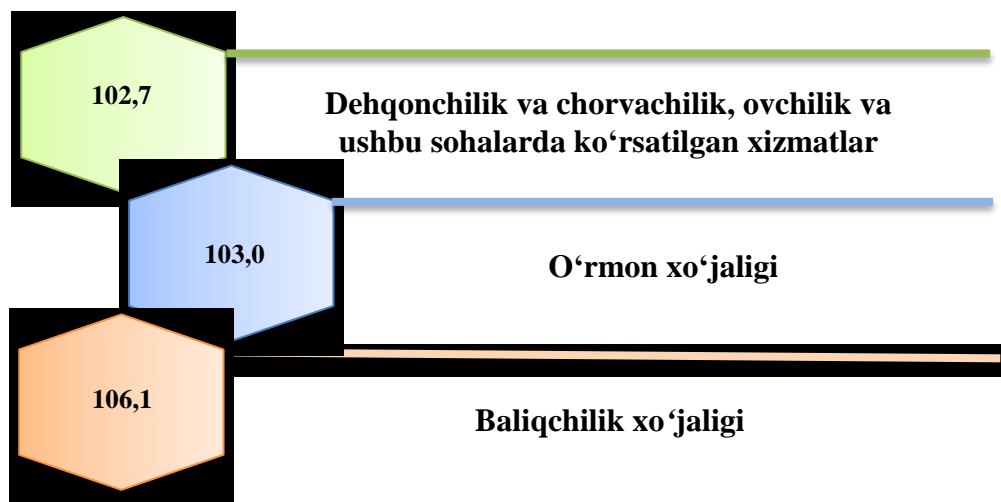 102,7
Dehqonchilik va chorvachilik, ovchilik va
ushbu sohalarda ko‘rsatilgan xizmatlar
103,0
O‘rmon xo‘jaligi
106,1
Baliqchilik xo‘jaligi